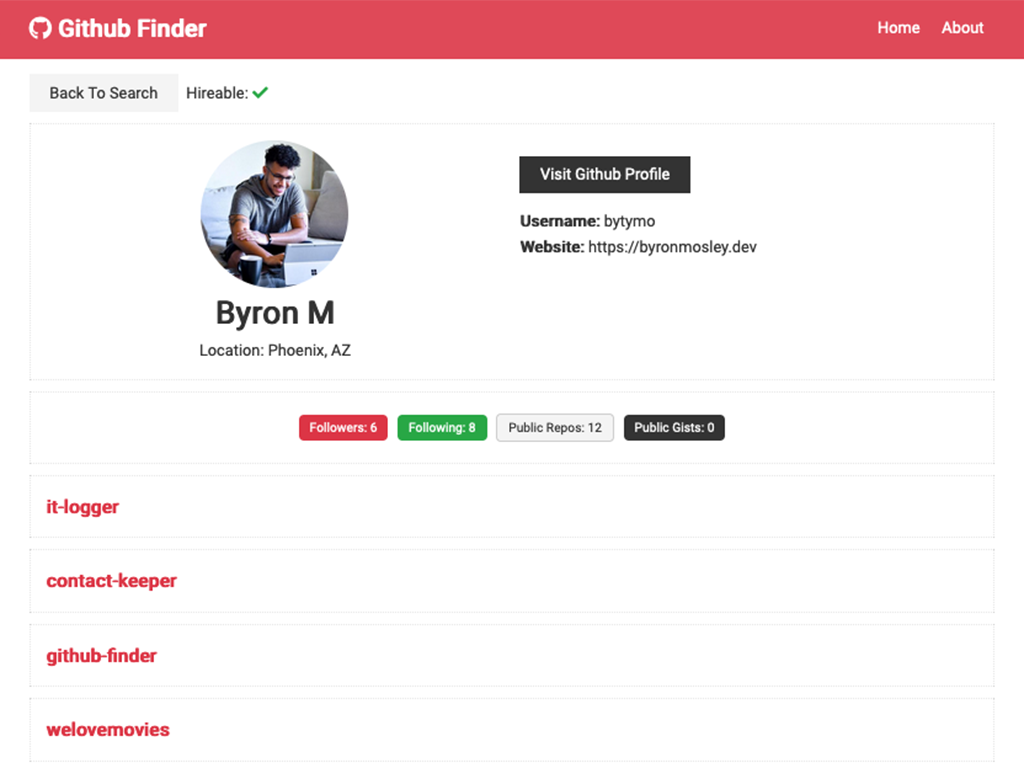 Github Finder
Home About
Back To Search Hireable:
Visit Github Profile
Username: bytymo
Website: https://byronmosley.dev
Byron M
Location: Phoenix, AZ
Followers: 6 Following: 8 Public Repos: 12 Public Gists: 0
it-logger
contact-keeper
github-finder
welovemovies